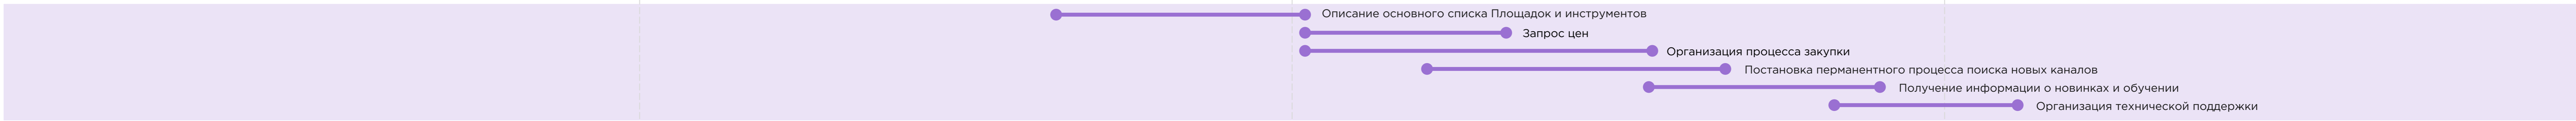 Описание основного списка Площадок и инструментов
Запрос цен
Организация процесса закупки
Постановка перманентного процесса поиска новых каналов
Получение информации о новинках и обучении
Организация технической поддержки